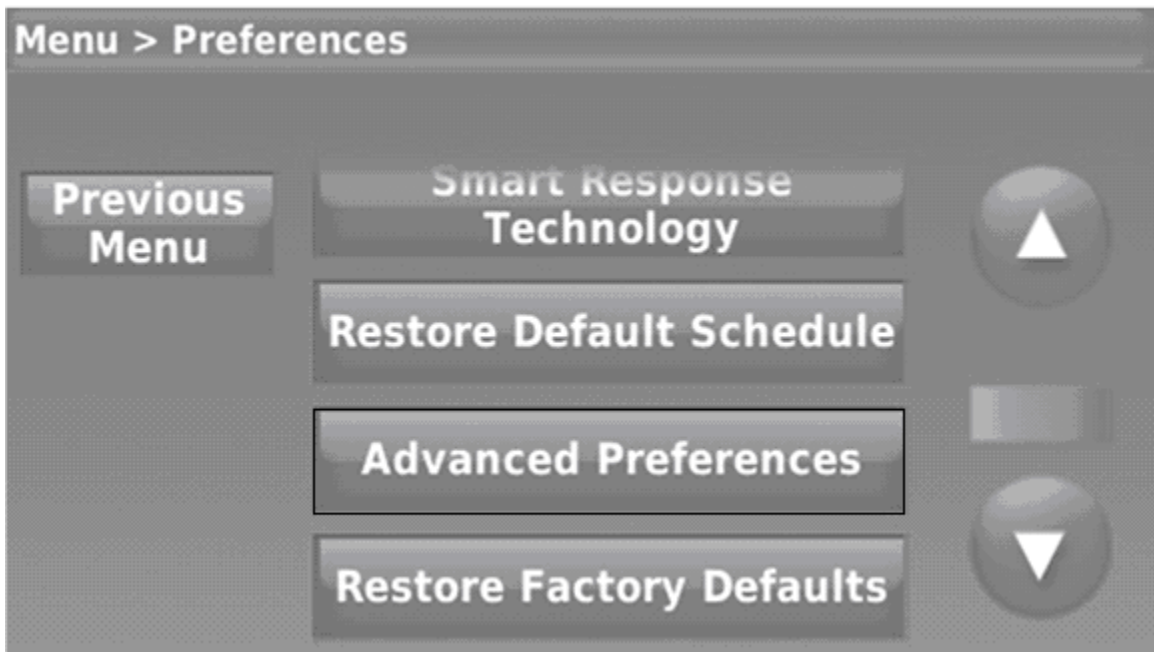 Menu > Preferences
Previous
Menu
Smart Response
Technology
Restore Default Schedule
Advanced Preferences
Restore Factory Defaults